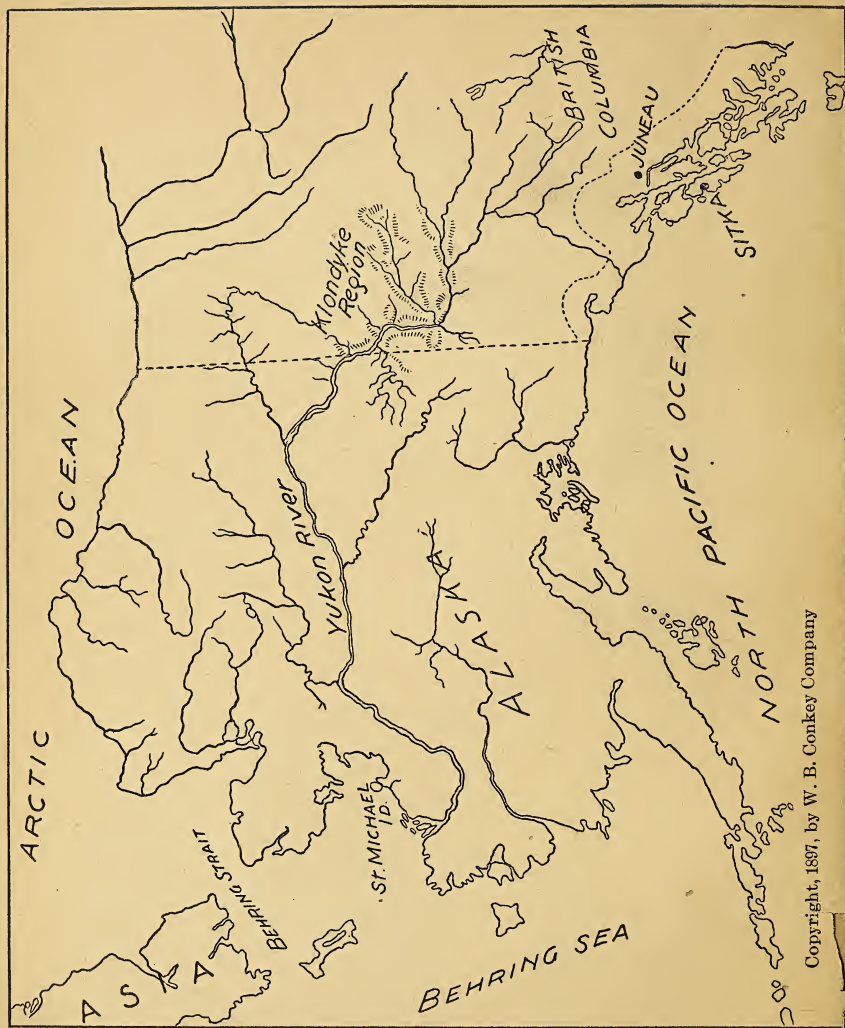 ARCTIC OCEAN
ASIA
BEHRING STRAIT
St. MICHAEL
ID.
Yukon River
Klondyke
Region
ALASKA
BRITISH
COLUMBIA
JUNEAU
SITKA
BEHRING SEA
NORTH PACIFIC OCEAN
Copyright, 1897, by W. B. Conkey Company